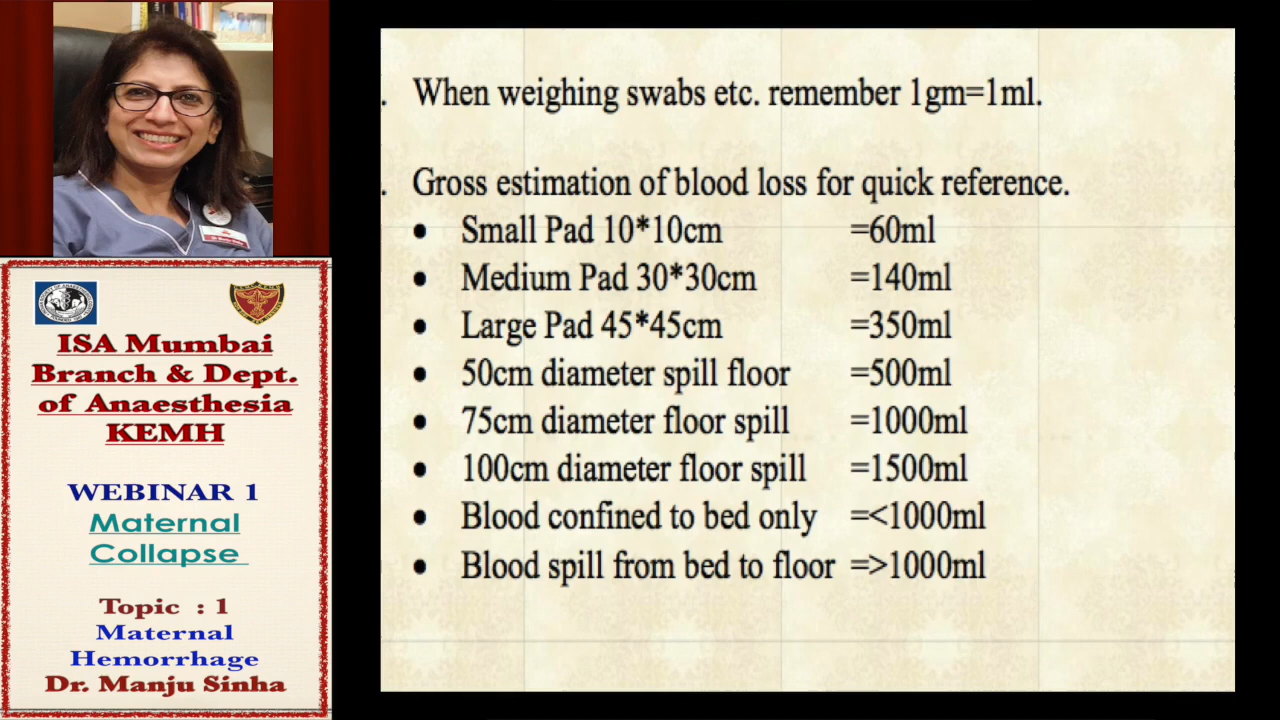 ISA Mumbai
Branch & Dept.
of Anaesthesia
KEMH
WEBINAR 1
Maternal
Collapse
Topic : 1
Maternal
Hemorrhage
Dr. Manju Sinha
. When weighing swabs etc. remember 1gm=1ml.
. Gross estimation of blood loss for quick reference.
• Small Pad 10*10cm =60ml
• Medium Pad 30*30cm =140ml
• Large Pad 45*45cm =350ml
• 50cm diameter spill floor =500ml
• 75cm diameter floor spill =1000ml
• 100cm diameter floor spill =1500ml
• Blood confined to bed only =<1000ml
• Blood spill from bed to floor =>1000ml